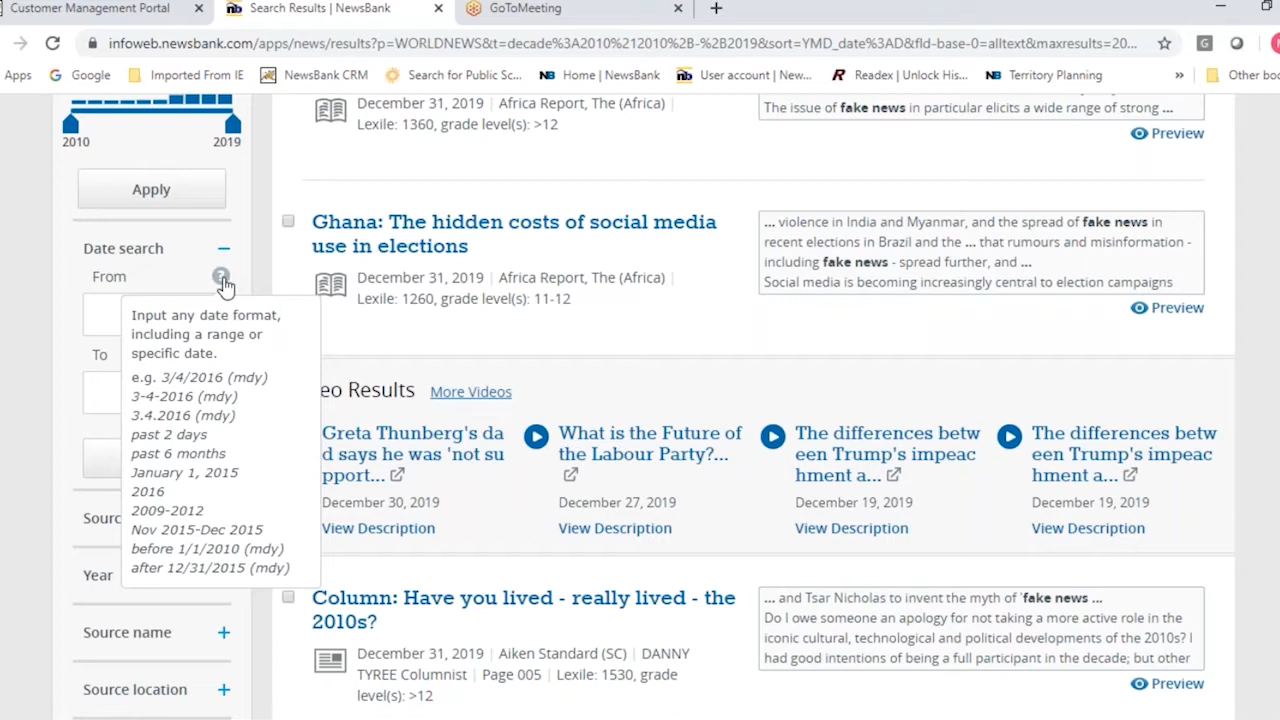 Customer Management Portal
Search Results | NewsBank
GoToMeeting
infoweb.newsbank.com/apps/news/results?p=WORLDNEWS&t=decade%3A2010%212010%2B-%2B2019&sort=YMD_date%3AD&fld-base-0=alltext&maxresults=20...
Apps
Google
Imported From IE
NewsBank CRM
Search for Public Sc...
Home | NewsBank
User account | New...
Readex | Unlock His...
Territory Planning
»
2010
2019
Apply
Date search
From
?
To
Input any date format,
including a range or
specific date.
e.g. 3/4/2016 (mdy)
3-4-2016 (mdy)
3.4.2016 (mdy)
past 2 days
past 6 months
January 1, 2015
2016
2009-2012
Nov 2015-Dec 2015
before 1/1/2010 (mdy)
after 12/31/2015 (mdy)
Year
Source name
Source location
December 31, 2019 | Africa Report, The (Africa) |
Lexile: 1360, grade level(s): >12
The issue of fake news in particular elicits a wide range of strong ...
Preview
Ghana: The hidden costs of social media
use in elections
December 31, 2019 | Africa Report, The (Africa) |
Lexile: 1260, grade level(s): 11-12
... violence in India and Myanmar, and the spread of fake news in
recent elections in Brazil and the ... that rumours and misinformation -
including fake news - spread further, and ...
Social media is becoming increasingly central to election campaigns
Preview
eo Results
More Videos
Greta Thunberg's da
d says he was 'not su
pport...
December 30, 2019
View Description
What is the Future of
the Labour Party?...
December 27, 2019
View Description
The differences betw
een Trump's impeac
hment a...
December 19, 2019
View Description
The differences betw
een Trump's impeac
hment a...
December 19, 2019
View Description
Column: Have you lived - really lived - the
2010s?
December 31, 2019 | Aiken Standard (SC) | DANNY
TYREE Columnist | Page 005 | Lexile: 1530, grade
level(s): >12
... and Tsar Nicholas to invent the myth of 'fake news ...
Do I owe someone an apology for not taking a more active role in the
iconic cultural, technological and political developments of the 2010s? I
had good intentions of being a full participant in the decade; but other
Preview